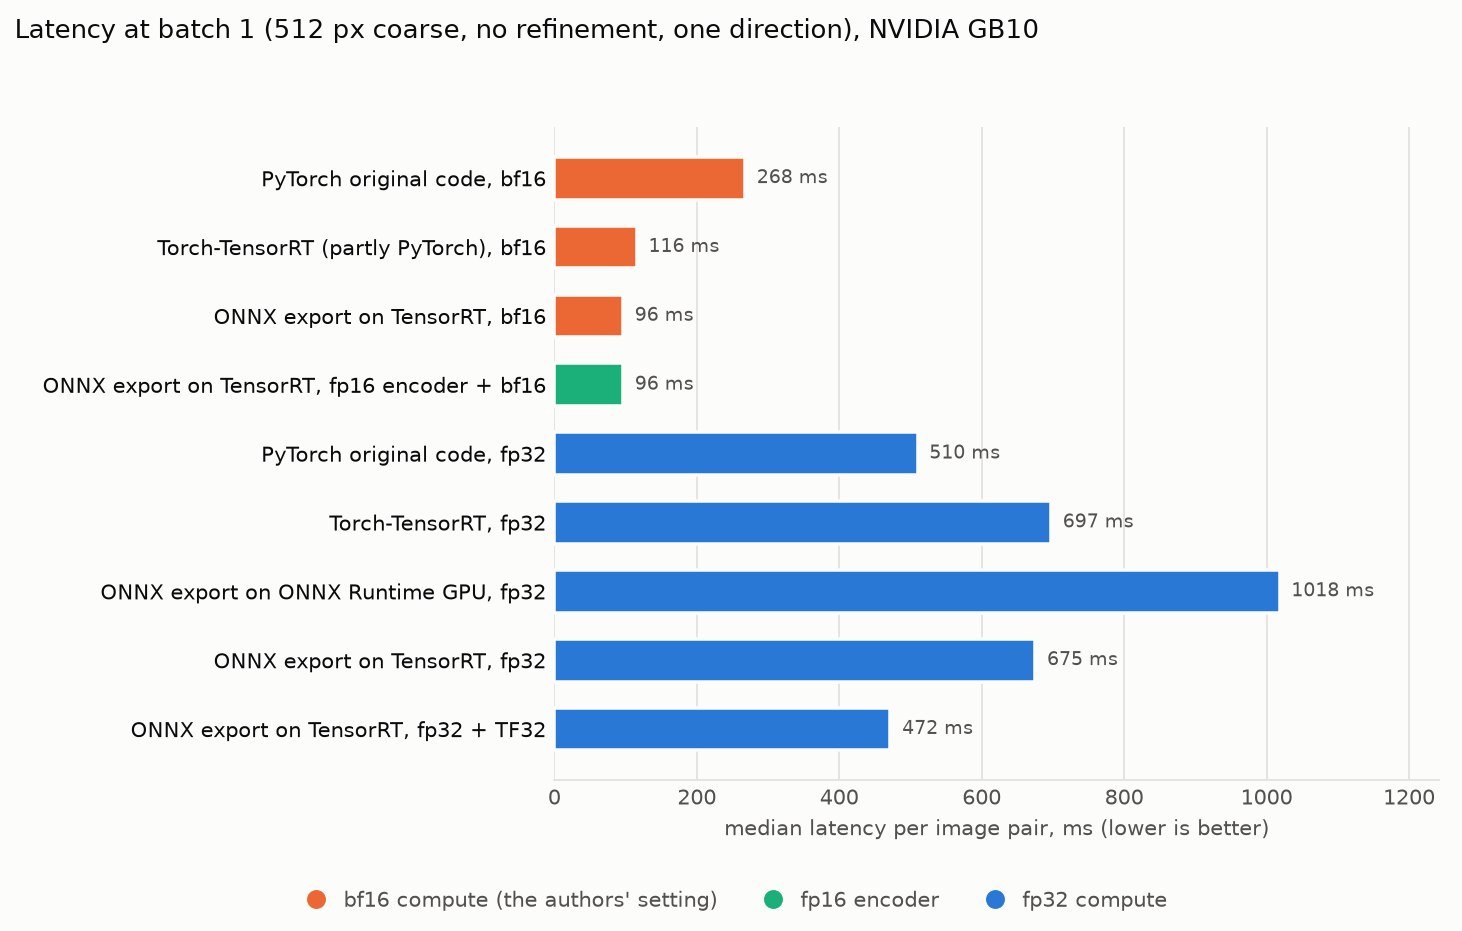 Latency at batch 1 (512 px coarse, no refinement, one direction), NVIDIA GB10
PyTorch original code, bf16
268 ms
Torch-TensorRT (partly PyTorch), bf16
116 ms
ONNX export on TensorRT, bf16
96 ms
ONNX export on TensorRT, fp16 encoder + bf16
96 ms
PyTorch original code, fp32
510 ms
Torch-TensorRT, fp32
697 ms
ONNX export on ONNX Runtime GPU, fp32
1018 ms
ONNX export on TensorRT, fp32
675 ms
ONNX export on TensorRT, fp32 + TF32
472 ms
0 200 400 600 800 1000 1200
median latency per image pair, ms (lower is better)
bf16 compute (the authors' setting) fp16 encoder fp32 compute